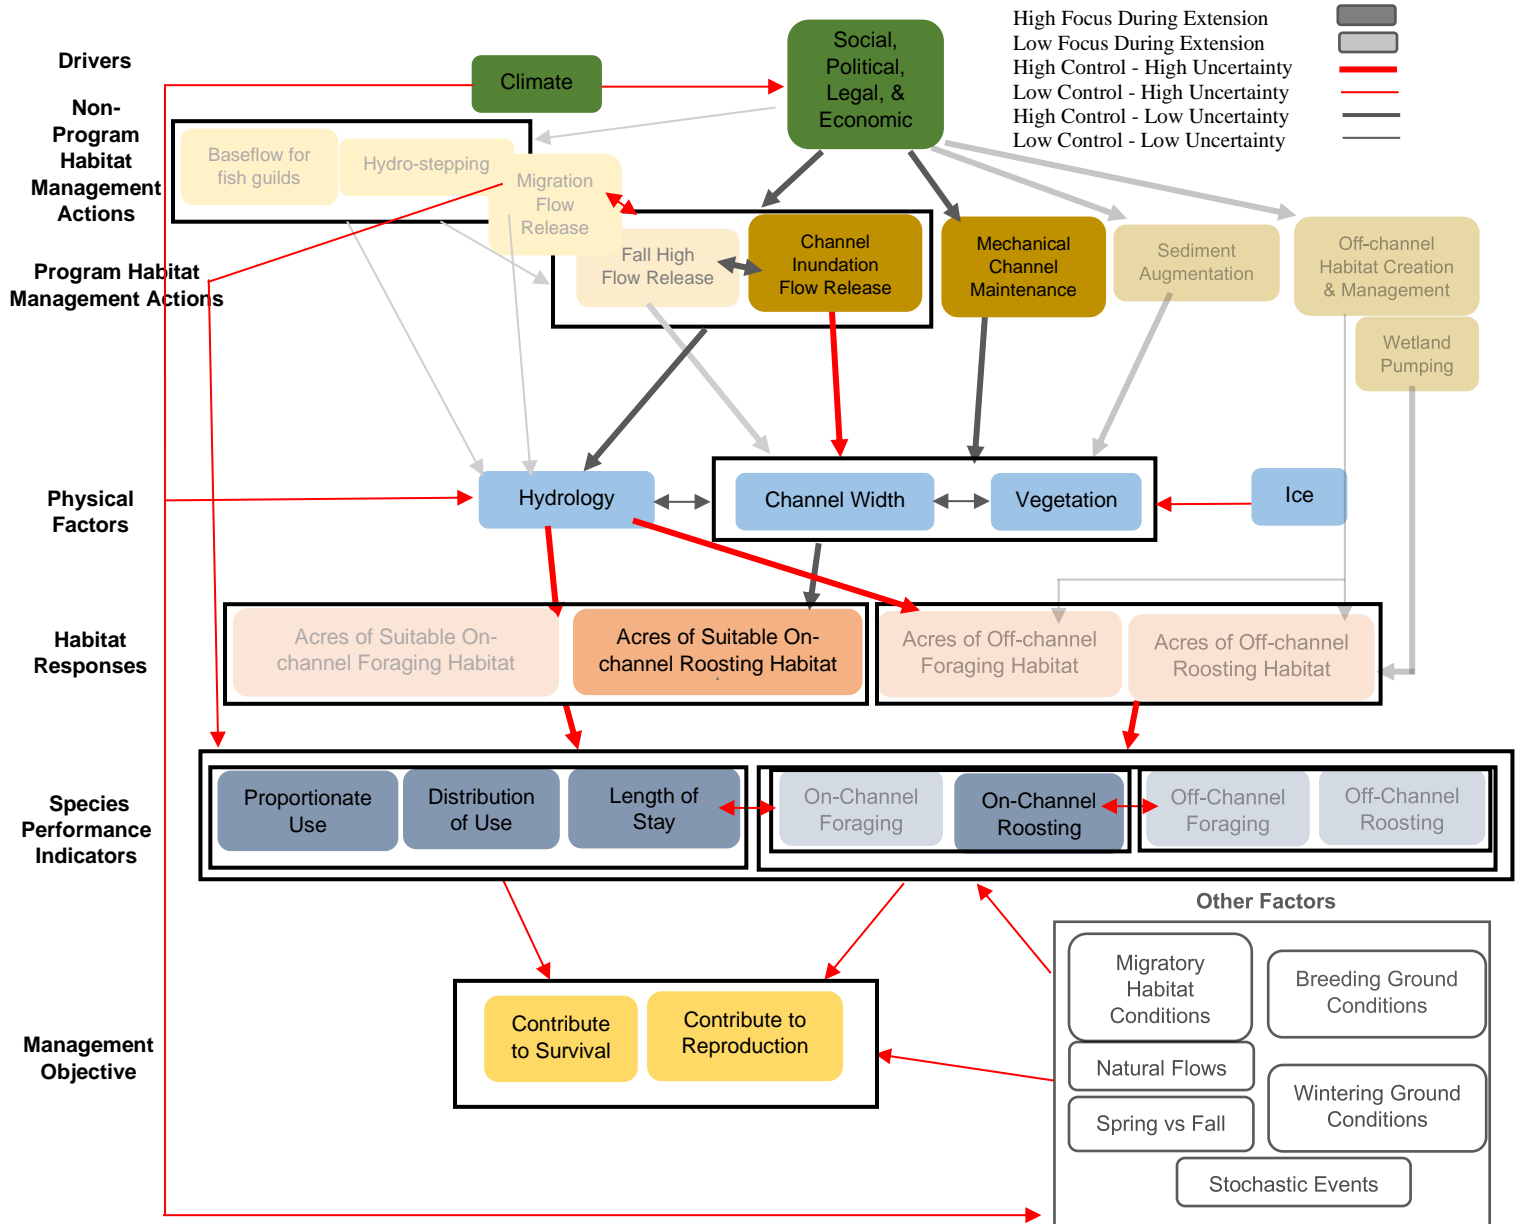 High Focus During Extension
Low Focus During Extension
High Control - High Uncertainty
Low Control - High Uncertainty
High Control - Low Uncertainty
Low Control - Low Uncertainty
Drivers
Climate
Social,
Political,
Legal, &
Economic
Non-
Program
Habitat
Management
Actions
Baseflow for
fish guilds
Hydro-stepping
Migration
Flow
Release
Program Habitat
Management Actions
Fall High
Flow Release
Channel
Inundation
Flow Release
Mechanical
Channel
Maintenance
Sediment
Augmentation
Off-channel
Habitat Creation
& Management
Wetland
Pumping
Physical
Factors
Hydrology
Channel Width
Vegetation
Ice
Habitat
Responses
Acres of Suitable On-
channel Foraging Habitat
Acres of Suitable On-
channel Roosting Habitat
Acres of Off-channel
Foraging Habitat
Acres of Off-channel
Roosting Habitat
Species
Performance
Indicators
Proportionate
Use
Distribution
of Use
Length of
Stay
On-Channel
Foraging
On-Channel
Roosting
Off-Channel
Foraging
Off-Channel
Roosting
Other Factors
Migratory
Habitat
Conditions
Breeding Ground
Conditions
Natural Flows
Spring vs Fall
Wintering Ground
Conditions
Stochastic Events
Management
Objective
Contribute
to Survival
Contribute to
Reproduction